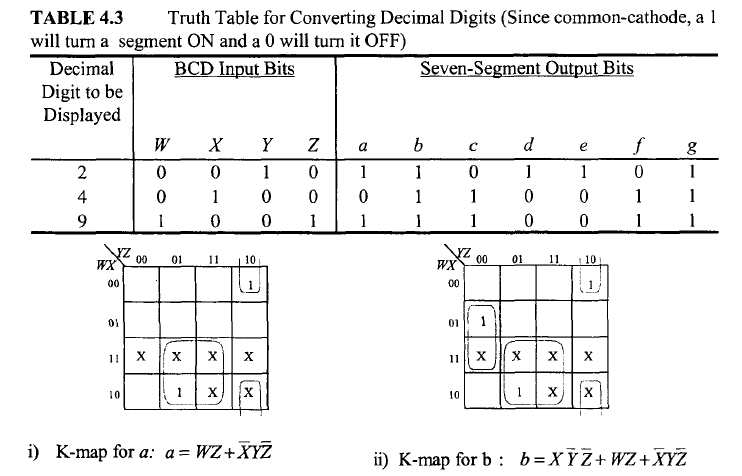 TABLE 4.3 Truth Table for Converting Decimal Digits (Since common-cathode, a 1
will turn a segment ON and a 0 will turn it OFF)
Decimal BCD Input Bits Seven-Segment Output Bits
Digit to be
Displayed
W X Y Z a b c d e f g
2 0 0 1 0 1 1 0 1 1 0 1
4 0 1 0 0 0 1 1 0 0 1 1
9 1 0 0 1 1 1 1 0 0 1 1
YZ 00 01 11 10
WX
00 1
01
11 X X X X
10 1 X X
YZ 00 01 11 10
WX
00 1
01 1
11 X X X X
10 1 X X
i) K-map for a: a = WZ+X̅YZ̅
ii) K-map for b : b = X Y̅ Z̅ + WZ + X̅YZ̅